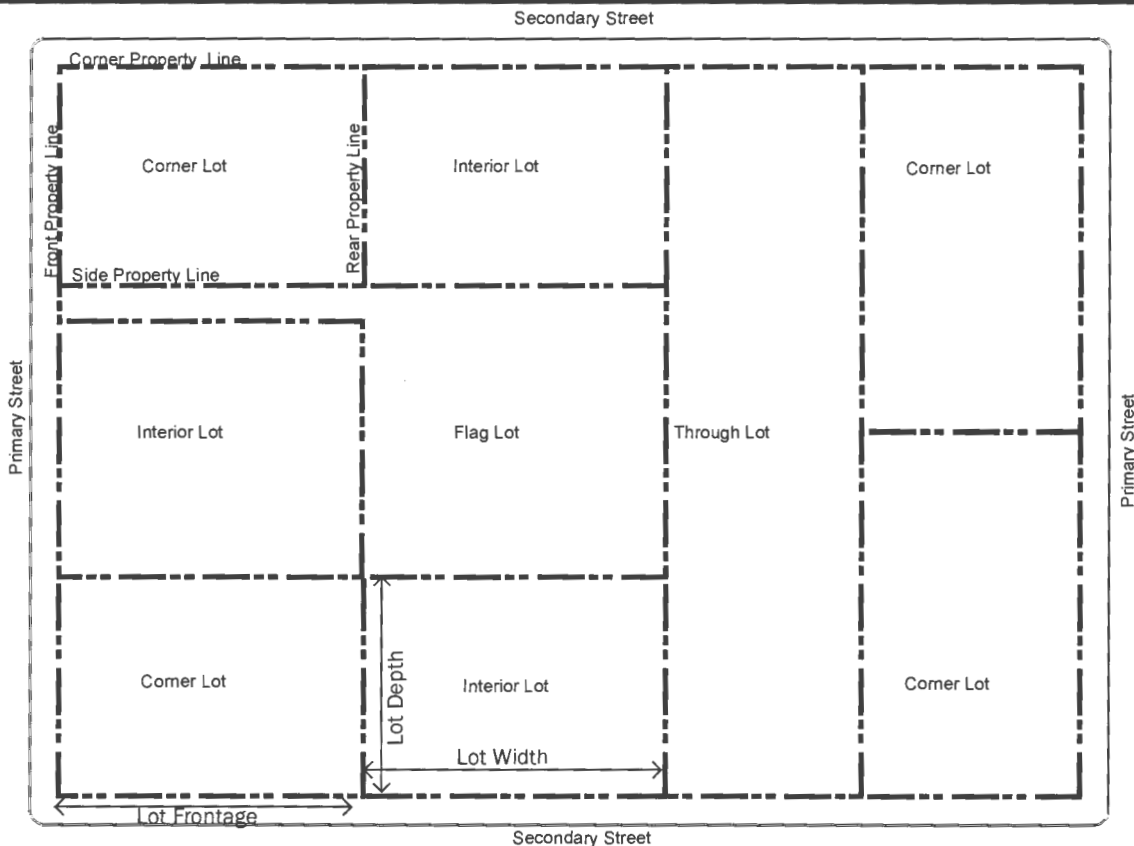 Secondary Street
Corner Property Line
Front Property Line
Corner Lot
Rear Property Line
Interior Lot
Corner Lot
Side Property Line
Primary Street
Interior Lot
Flag Lot
Through Lot
Primary Street
Corner Lot
Lot Depth
Interior Lot
Corner Lot
Lot Width
Lot Frontage
Secondary Street